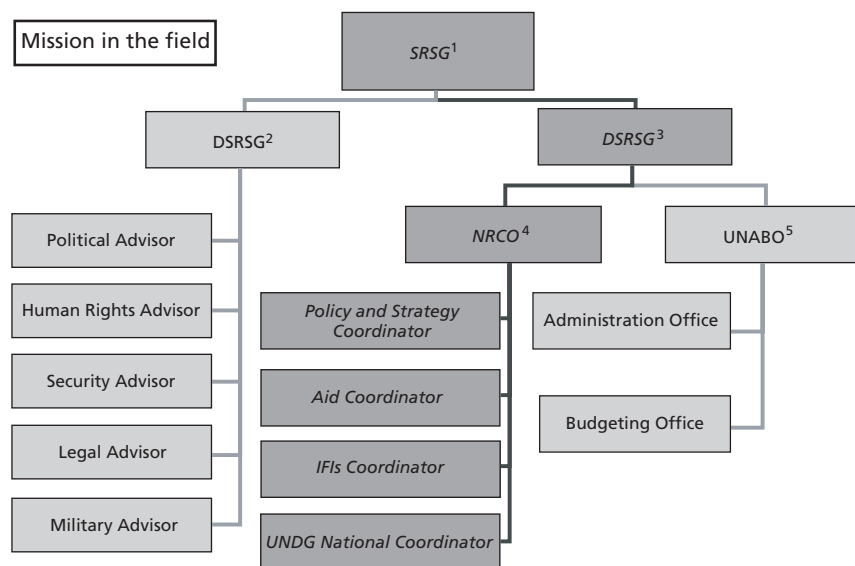 Mission in the field
SRSG¹
DSRSG²
DSRSG³
Political Advisor
Human Rights Advisor
Security Advisor
Legal Advisor
Military Advisor
NRCO⁴
UNABO⁵
Policy and Strategy
Coordinator
Aid Coordinator
IFIs Coordinator
UNDG National Coordinator
Administration Office
Budgeting Office